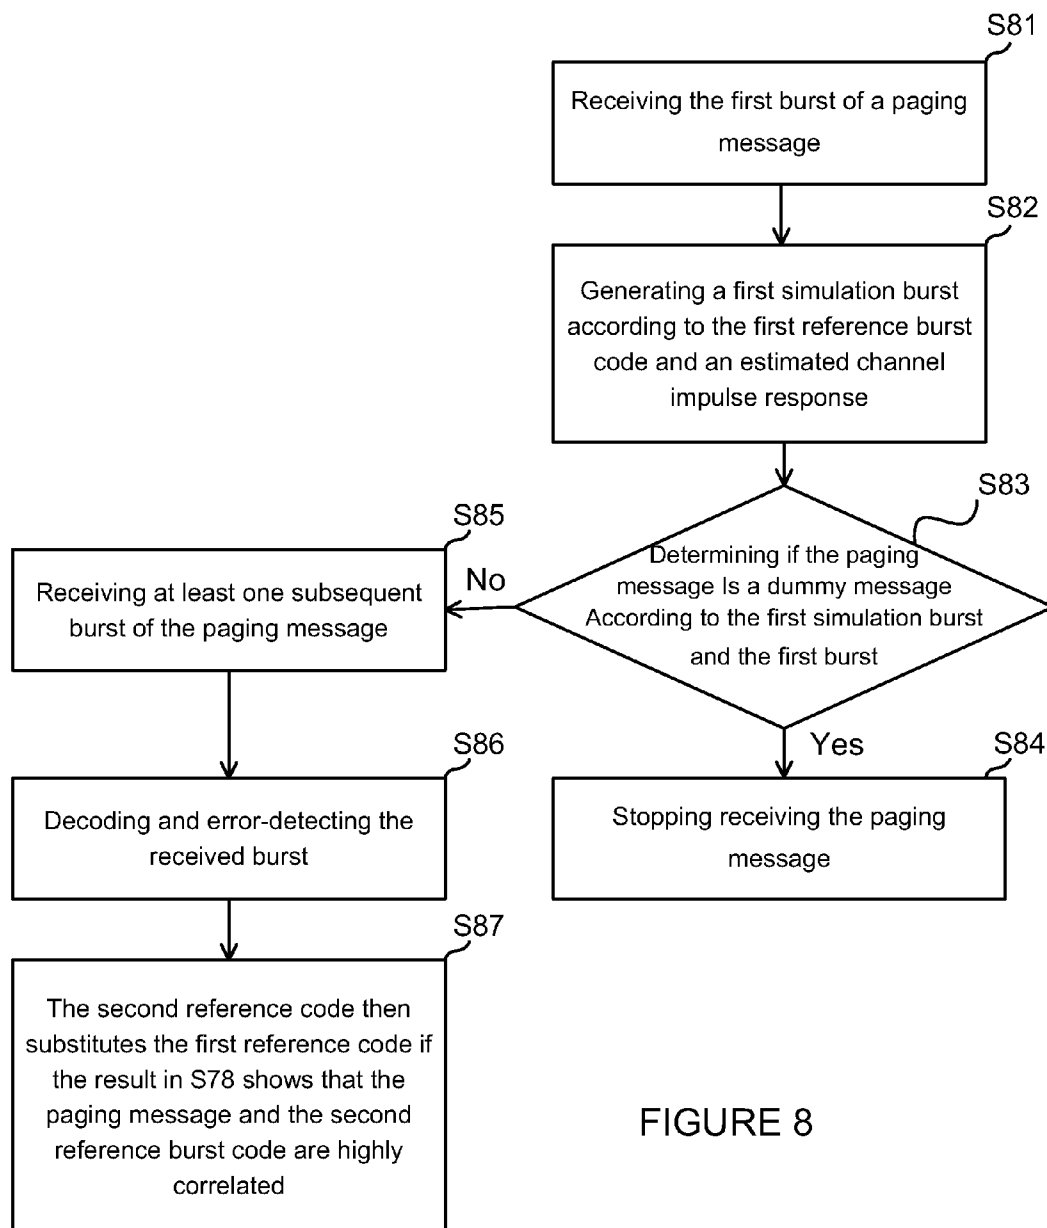 S81
Receiving the first burst of a paging
message
S82
Generating a first simulation burst
according to the first reference burst
code and an estimated channel
impulse response
S83
Determining if the paging
message Is a dummy message
According to the first simulation burst
and the first burst
No
Yes
S84
Stopping receiving the paging
message
S85
Receiving at least one subsequent
burst of the paging message
S86
Decoding and error-detecting the
received burst
S87
The second reference code then
substitutes the first reference code if
the result in S78 shows that the
paging message and the second
reference burst code are highly
correlated
FIGURE 8